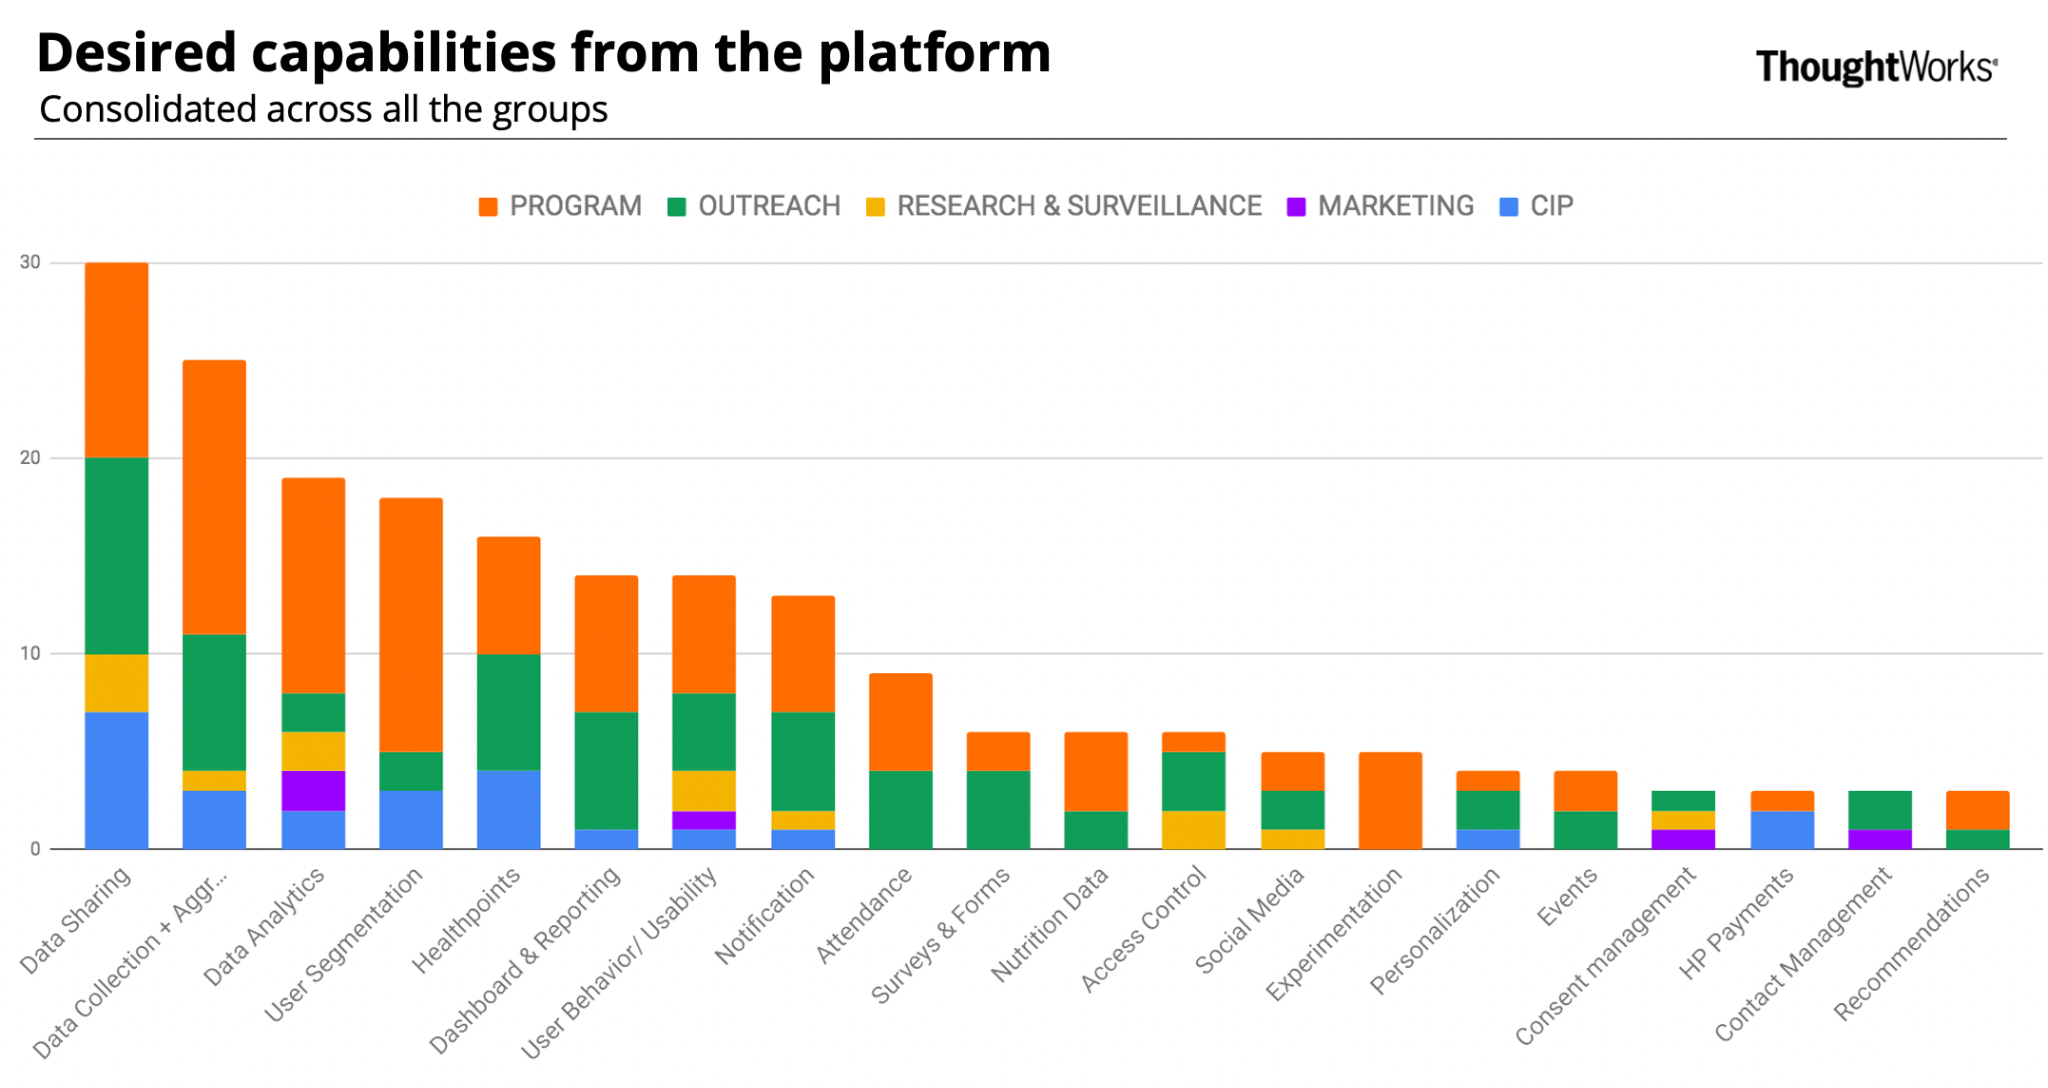 Desired capabilities from the platform
Consolidated across all the groups
ThoughtWorks®
PROGRAM OUTREACH RESEARCH & SURVEILLANCE MARKETING CIP
30
20
10
0
Data Sharing
Data Collection + Aggr...
Data Analytics
User Segmentation
Healthpoints
Dashboard & Reporting
User Behavior/ Usability
Notification
Attendance
Surveys & Forms
Nutrition Data
Access Control
Social Media
Experimentation
Personalization
Events
Consent management
HP Payments
Contact Management
Recommendations